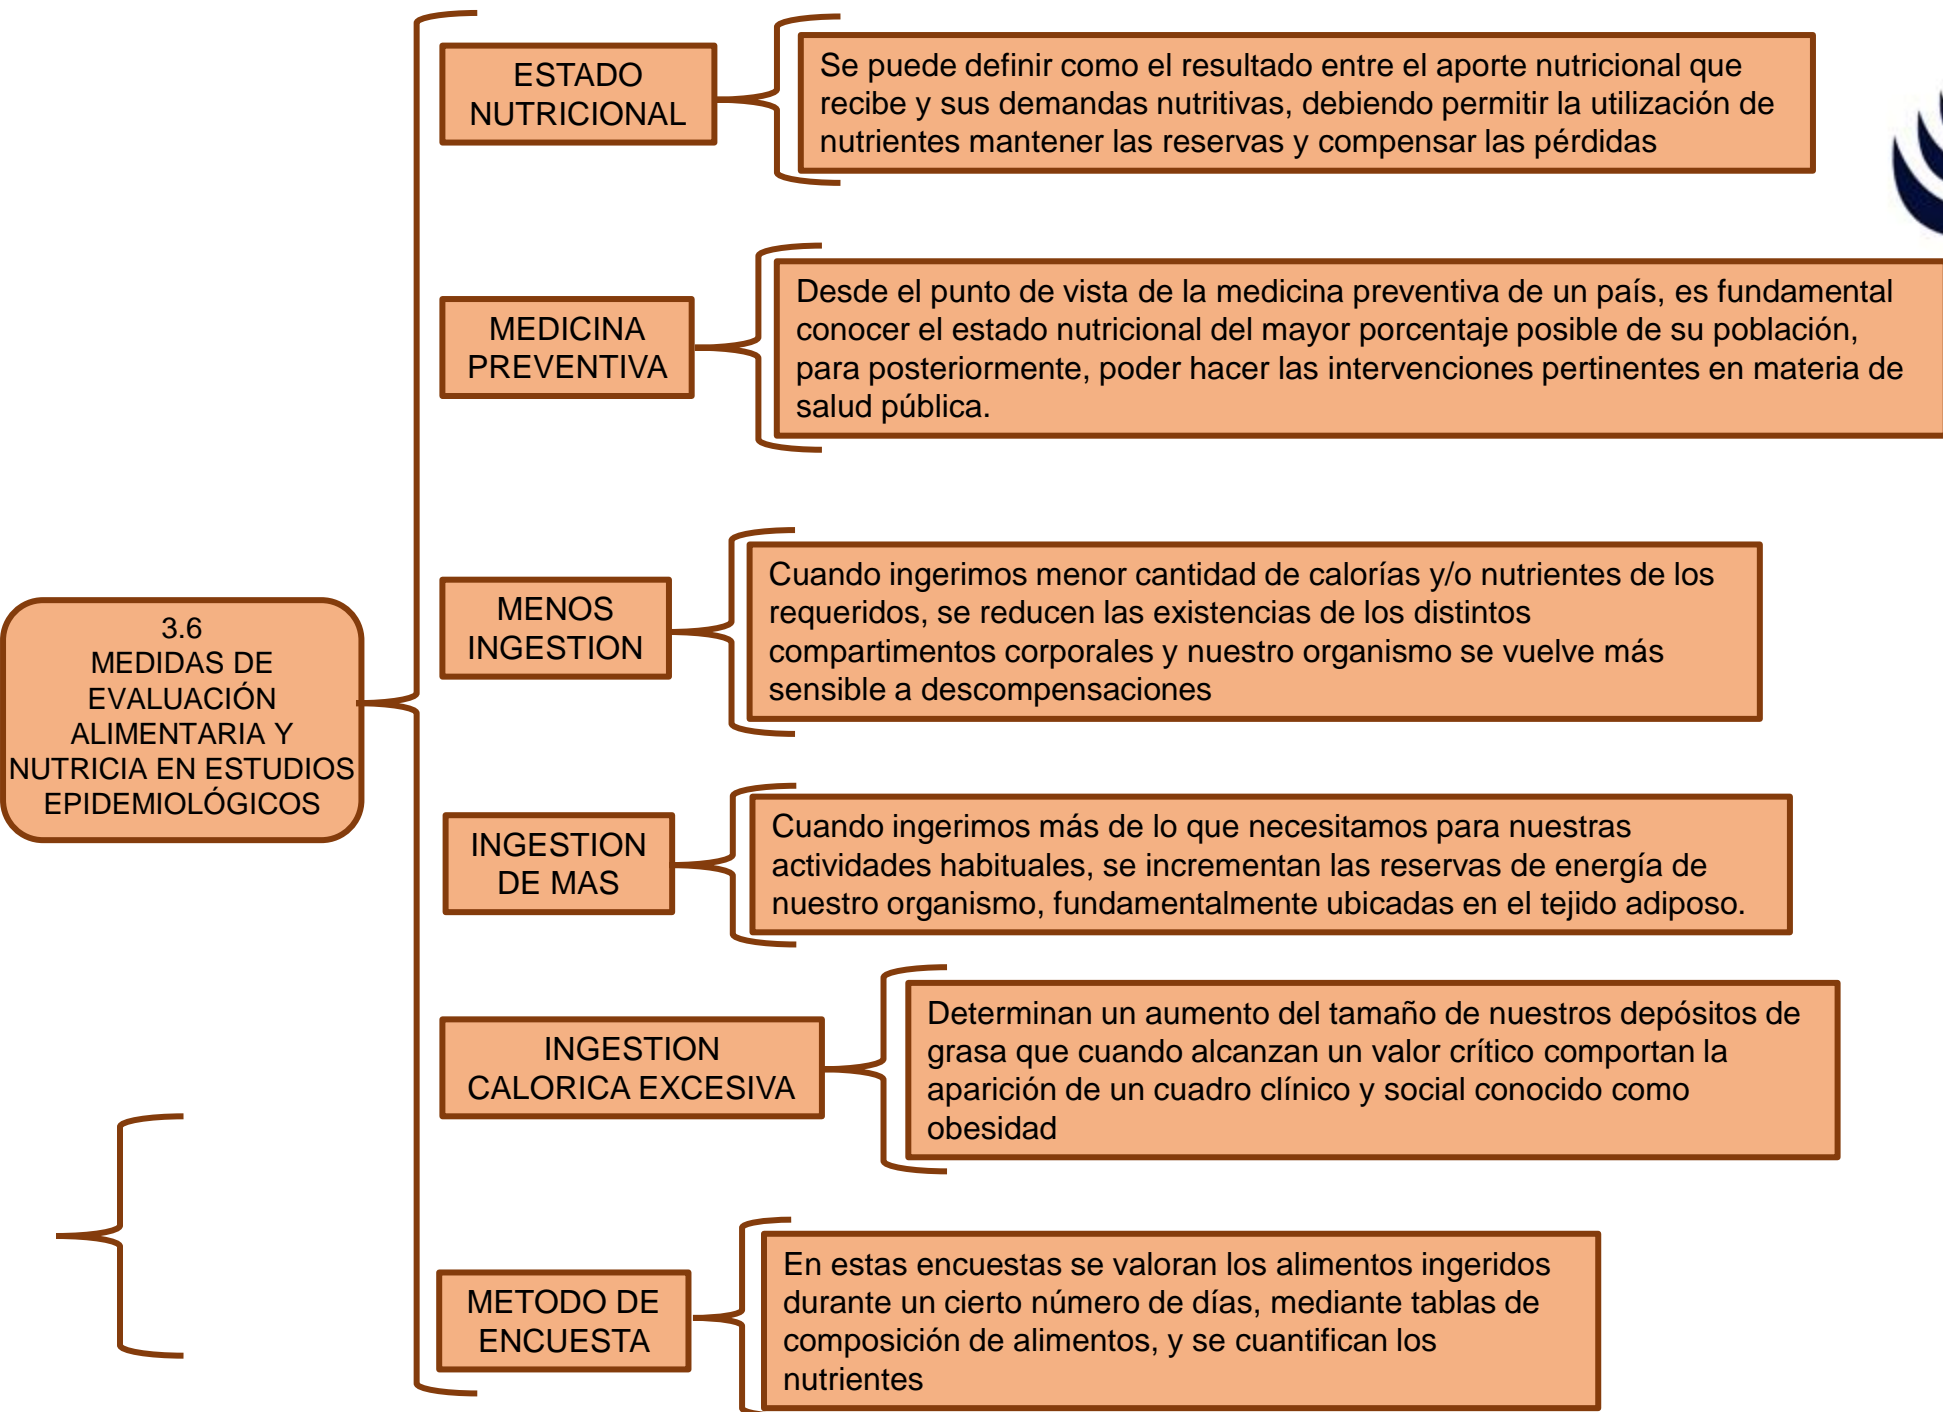 3.6
MEDIDAS DE
EVALUACIÓN
ALIMENTARIA Y
NUTRICIA EN ESTUDIOS
EPIDEMIOLÓGICOS
ESTADO
NUTRICIONAL
Se puede definir como el resultado entre el aporte nutricional que
recibe y sus demandas nutritivas, debiendo permitir la utilización de
nutrientes mantener las reservas y compensar las pérdidas
MEDICINA
PREVENTIVA
Desde el punto de vista de la medicina preventiva de un país, es fundamental
conocer el estado nutricional del mayor porcentaje posible de su población,
para posteriormente, poder hacer las intervenciones pertinentes en materia de
salud pública.
MENOS
INGESTION
Cuando ingerimos menor cantidad de calorías y/o nutrientes de los
requeridos, se reducen las existencias de los distintos
compartimentos corporales y nuestro organismo se vuelve más
sensible a descompensaciones
INGESTION
DE MAS
Cuando ingerimos más de lo que necesitamos para nuestras
actividades habituales, se incrementan las reservas de energía de
nuestro organismo, fundamentalmente ubicadas en el tejido adiposo.
INGESTION
CALORICA EXCESIVA
Determinan un aumento del tamaño de nuestros depósitos de
grasa que cuando alcanzan un valor crítico comportan la
aparición de un cuadro clínico y social conocido como
obesidad
METODO DE
ENCUESTA
En estas encuestas se valoran los alimentos ingeridos
durante un cierto número de días, mediante tablas de
composición de alimentos, y se cuantifican los
nutrientes